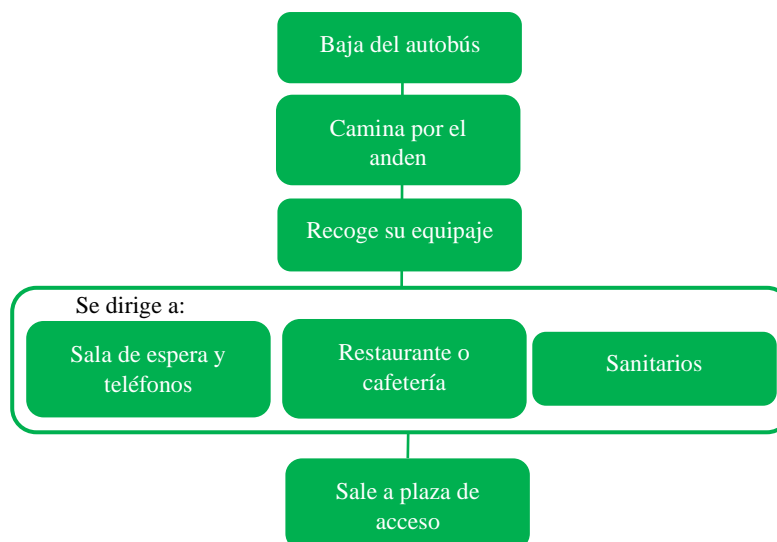 Baja del autobús
Camina por el
anden
Recoge su equipaje
Se dirige a:
Sala de espera y
teléfonos
Restaurante o
cafetería
Sanitarios
Sale a plaza de
acceso